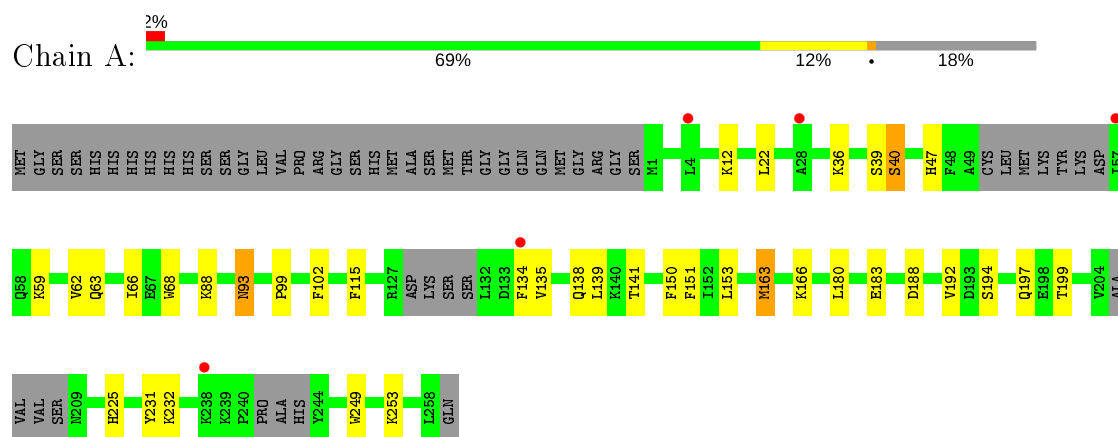 2%
Chain A:
69% 12% • 18%
MET GLY SER SER HIS HIS HIS HIS HIS HIS SER SER GLY LEU VAL PRO ARG GLY SER HIS MET ALA SER MET THR GLY GLY GLN GLN MET GLY ARG GLY SER M1 L4 K12 L22 A28 K36 S39 S40 H47 F48 A49 CYS LEU MET LYS TYR LYS ASP I57
Q58 K59 V62 Q63 I66 E67 W68 K88 N93 P99 F102 F115 R127 ASP LYS SER SER L132 D133 F134 V135 Q138 L139 K140 T141 F150 F151 I152 L153 M163 K166 L180 E183 D188 V192 D193 S194 Q197 E198 T199 V204 ALA
VAL VAL SER N209 H225 Y231 K232 K238 K239 P240 PRO ALA HIS Y244 W249 K253 L258 GLN